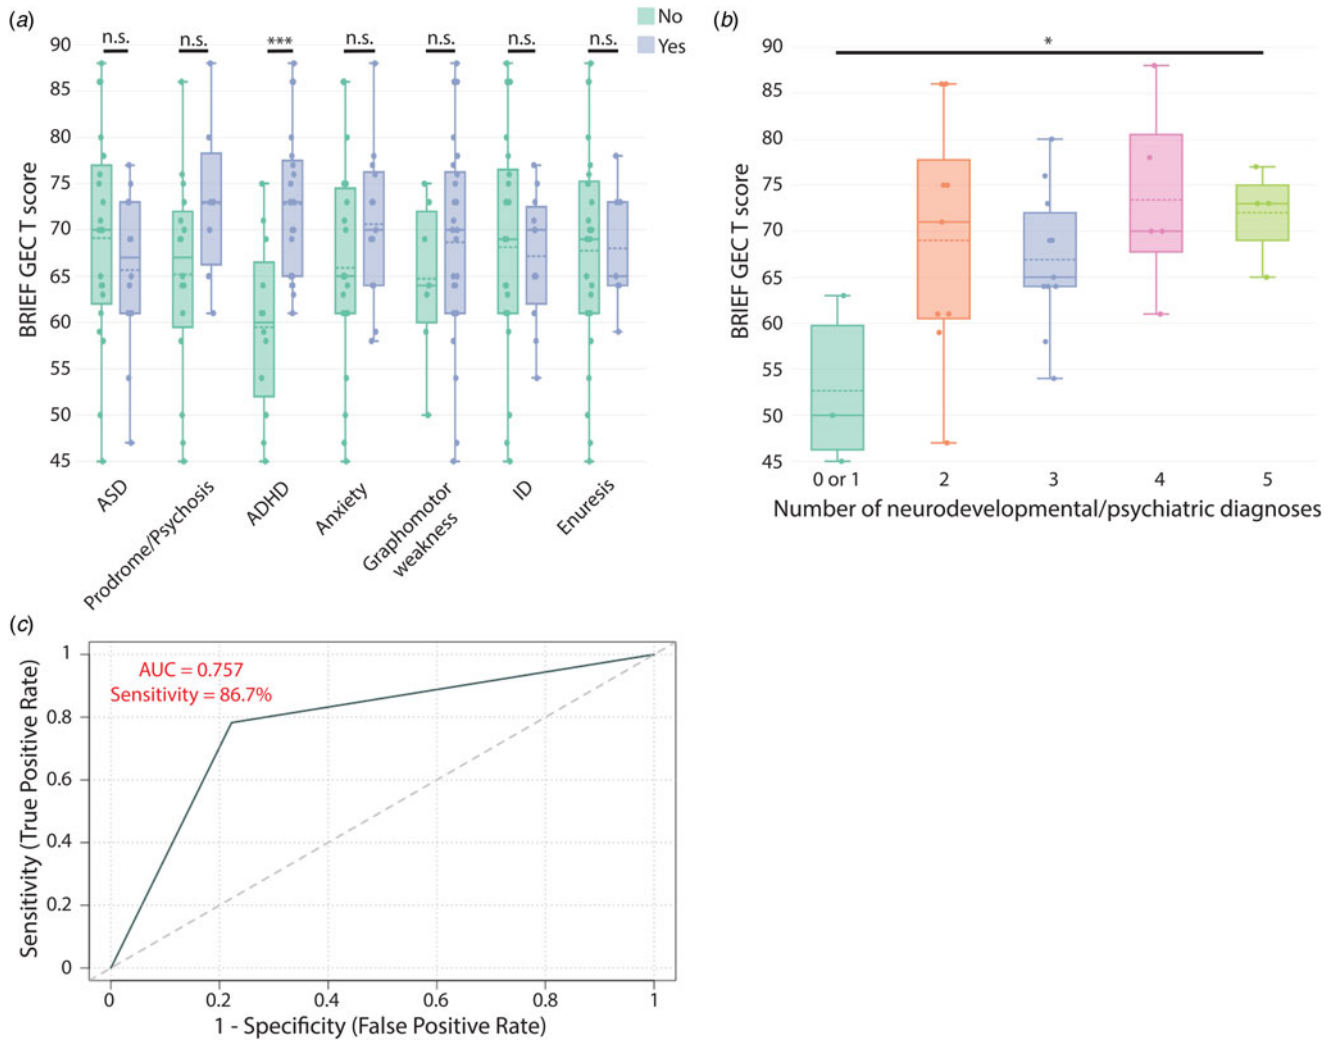 (a)
No
Yes
n.s.
n.s.
***
n.s.
n.s.
n.s.
n.s.
90
85
80
75
70
65
60
55
50
45
BRIEF GEC T score
ASD
Prodrome/Psychosis
ADHD
Anxiety
Graphomotor
weakness
ID
Enuresis
(b)
*
90
85
80
75
70
65
60
55
50
45
BRIEF GEC T score
0 or 1
2
3
4
5
Number of neurodevelopmental/psychiatric diagnoses
(c)
AUC = 0.757
Sensitivity = 86.7%
1
0.8
0.6
0.4
0.2
0
Sensitivity (True Positive Rate)
0
0.2
0.4
0.6
0.8
1
1 - Specificity (False Positive Rate)